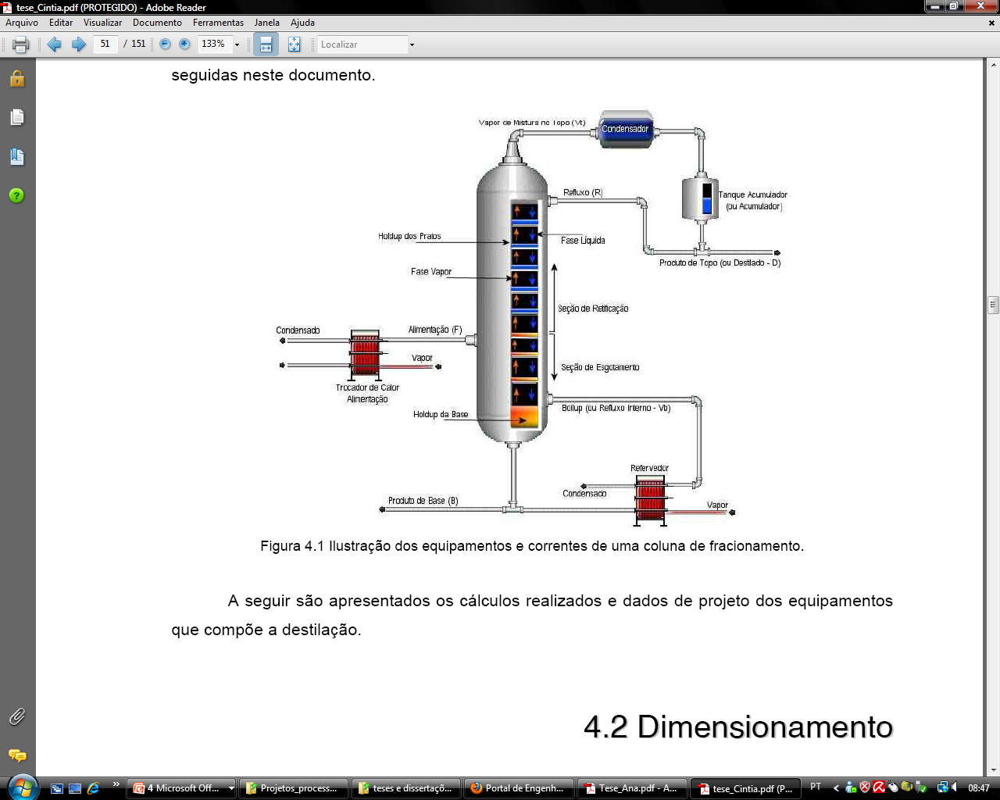 tese_Cintia.pdf (PROTEGIDO) - Adobe Reader
Arquivo Editar Visualizar Documento Ferramentas Janela Ajuda
51 / 151 133% Localizar
seguidas neste documento.
Vapor de Mistura no Topo (Vt)
Condensador
Refluxo (R)
Tanque Acumulador
(ou Acumulador)
Holdup dos Pratos
Fase Líquida
Produto de Topo (ou Destilado - D)
Fase Vapor
Seção de Retificação
Condensado
Alimentação (F)
Vapor
Seção de Esgotamento
Trocador de Calor
Alimentação
Boilup (ou Refluxo Interno - Vb)
Holdup da Base
Refervedor
Condensado
Produto de Base (B)
Vapor
Figura 4.1 Ilustração dos equipamentos e correntes de uma coluna de fracionamento.
A seguir são apresentados os cálculos realizados e dados de projeto dos equipamentos
que compõe a destilação.
4.2 Dimensionamento
4 Microsoft Off... Projetos_process... teses e dissertaçõ... Portal de Engenh... Tese_Ana.pdf - A... tese_Cintia.pdf (P... PT 08:47